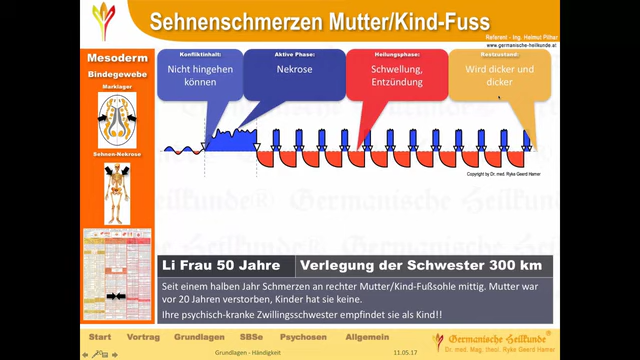 Sehnenschmerzen Mutter/Kind-Fuss
Referent - Ing. Helmut Pilhar
www.germanische-heilkunde.at
Mesoderm
Bindegewebe
Marklager
Sehnen-Nekrose
Konfliktinhalt:
Nicht hingehen
können
Aktive Phase:
Nekrose
Heilungsphase:
Schwellung,
Entzündung
Restzustand:
Wird dicker und
dicker
Copyright by Dr. med. Ryke Geerd Hamer
Germanische Heilkunde®
Li Frau 50 Jahre
Verlegung der Schwester 300 km
Seit einem halben Jahr Schmerzen an rechter Mutter/Kind-Fußsohle mittig. Mutter war
vor 20 Jahren verstorben, Kinder hat sie keine.
Ihre psychisch-kranke Zwillingsschwester empfindet sie als Kind!!
Start Vortrag Grundlagen SBSe Psychosen Allgemein
Germanische Heilkunde®
Dr. med. Mag. theol. Ryke Geerd Hamer
Grundlagen - Händigkeit
11.05.17